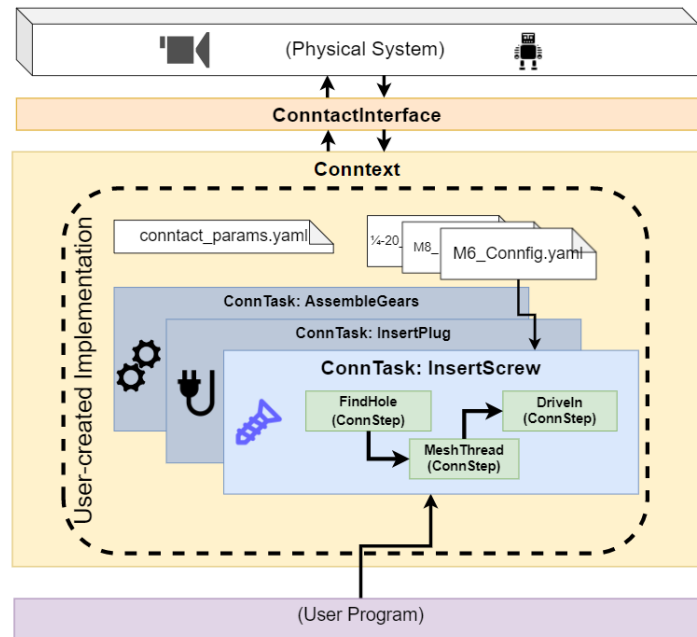 (Physical System)
ConntactInterface
Conntext
User-created Implementation
conntact_params.yaml
¼-20_
M8_
M6_Connfig.yaml
ConnTask: AssembleGears
ConnTask: InsertPlug
ConnTask: InsertScrew
FindHole
(ConnStep)
DriveIn
(ConnStep)
MeshThread
(ConnStep)
(User Program)